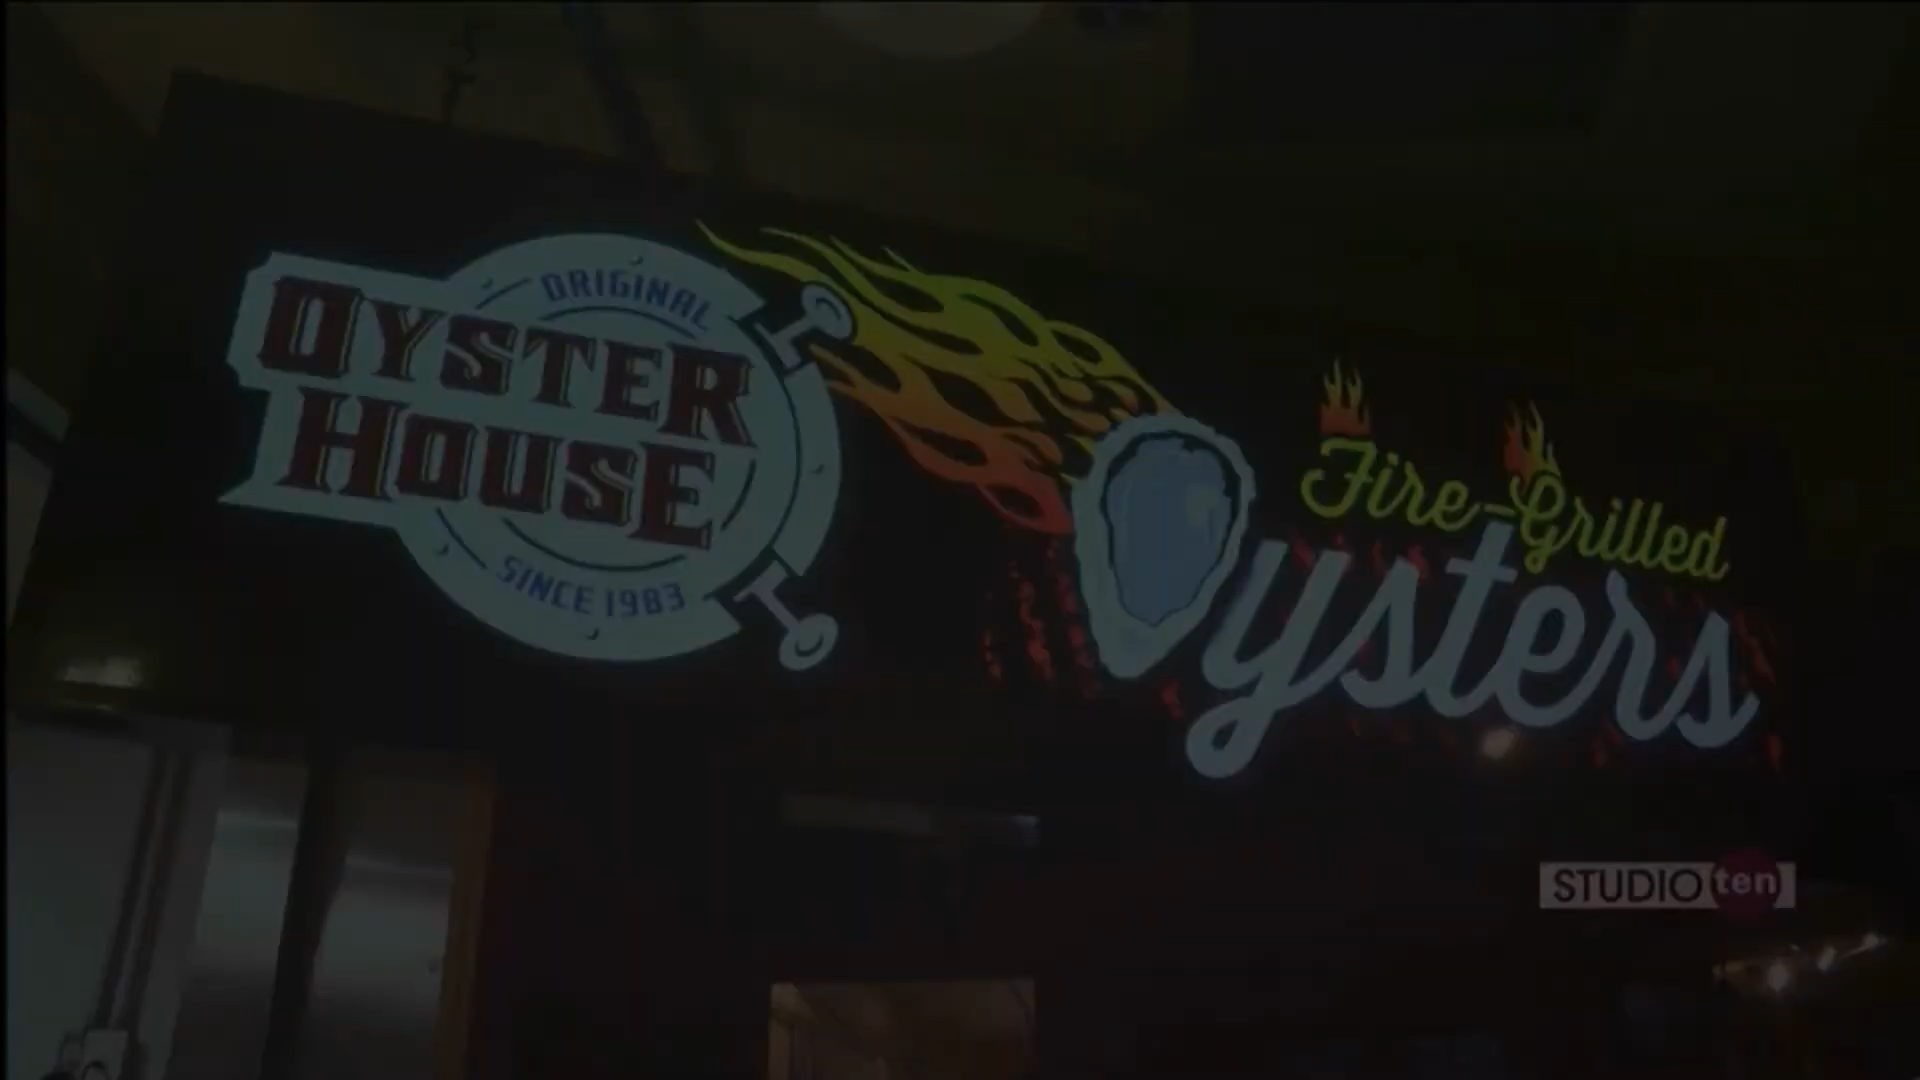 ORIGINAL
OYSTER
HOUSE
SINCE 1983
Fire-Grilled
Oysters
STUDIO ten